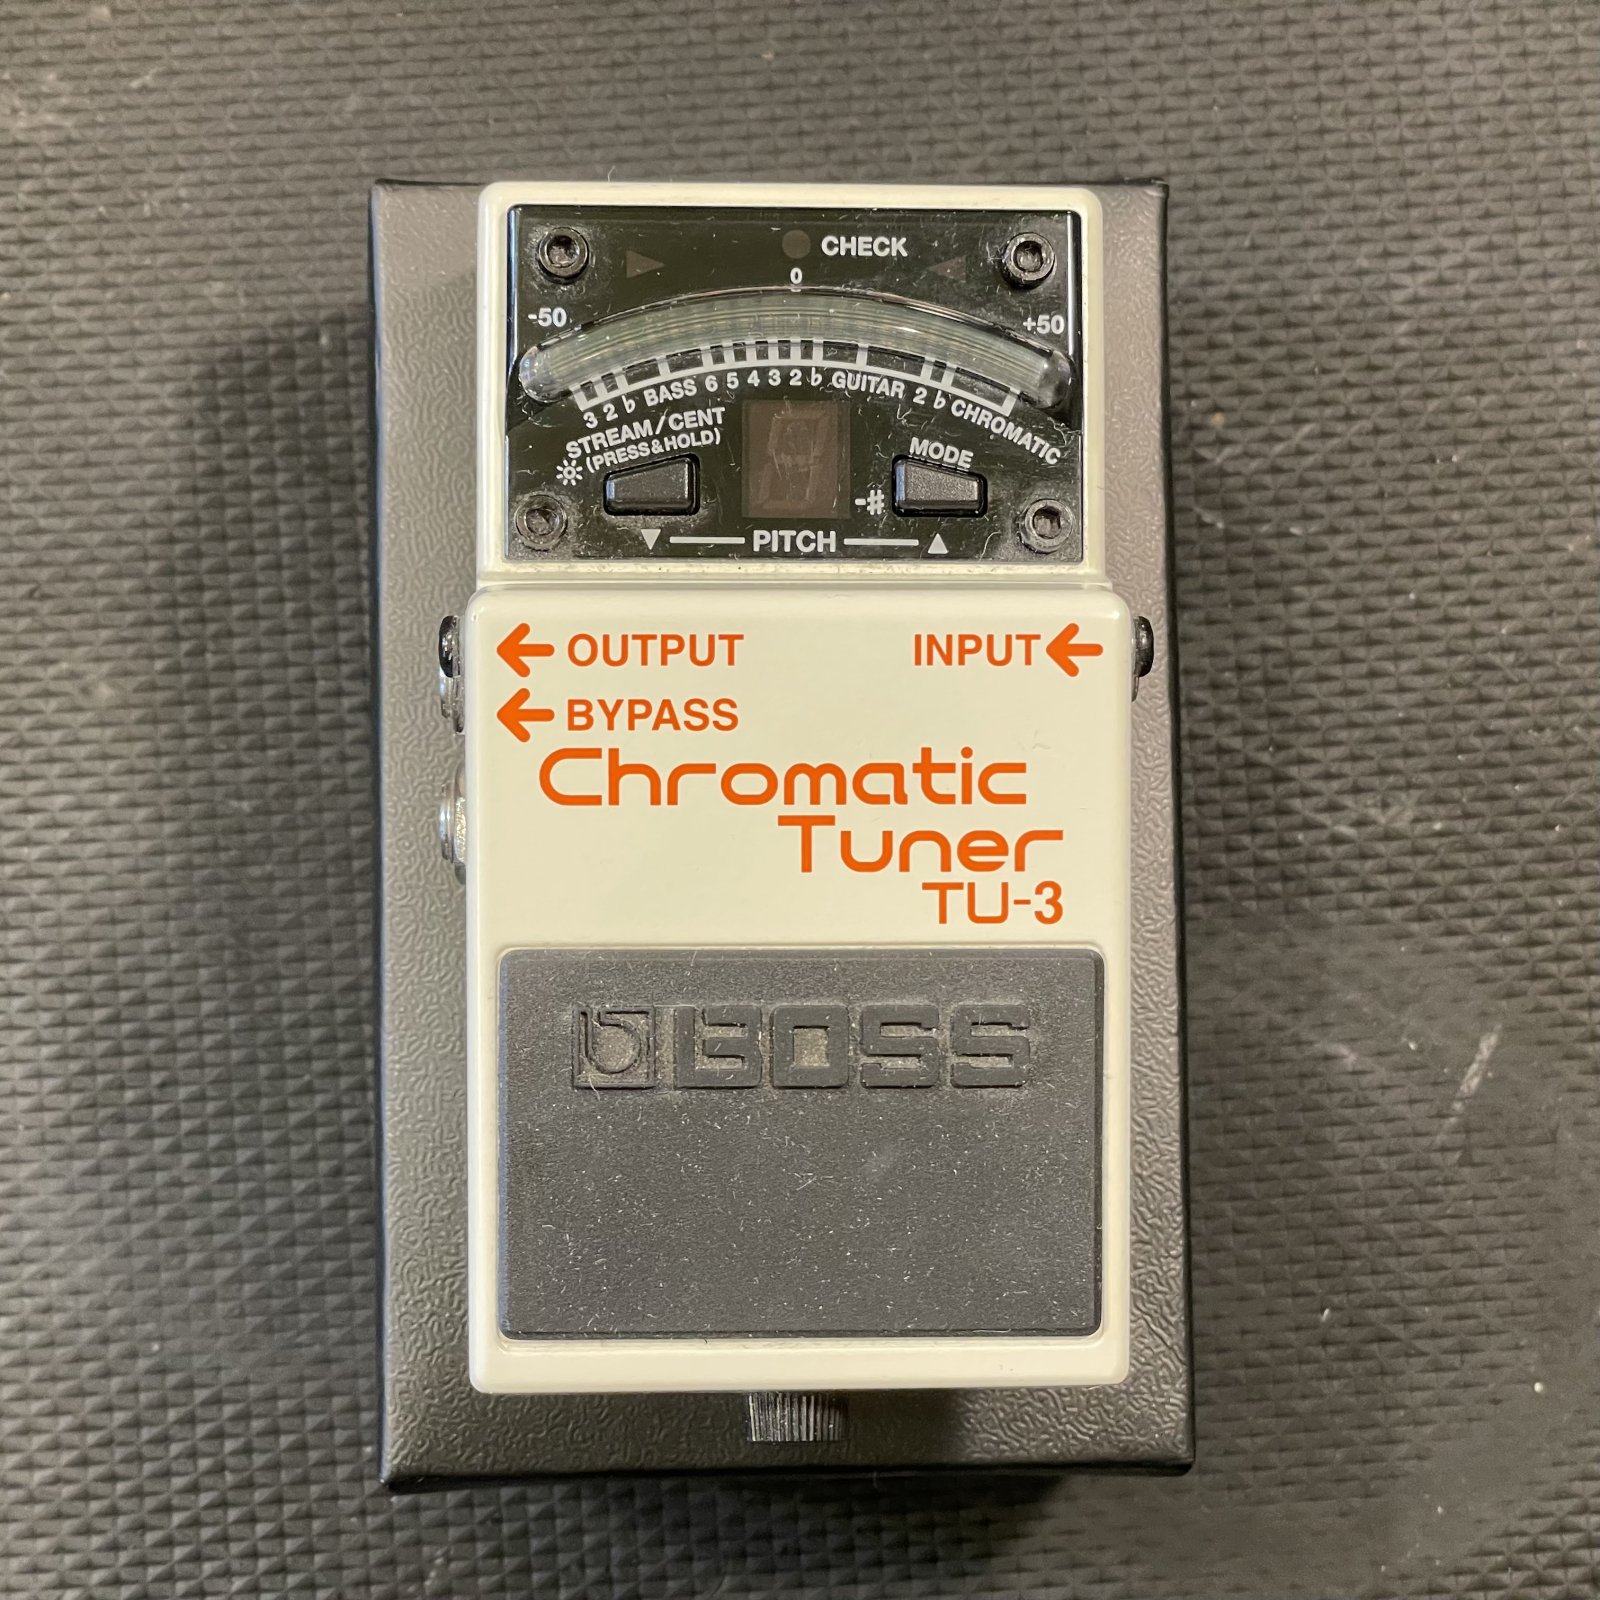 CHECK
0
-50
+50
3 2 ♭ BASS 6 5 4 3 2 ♭ GUITAR 2 ♭ CHROMATIC
STREAM/CENT
(PRESS&HOLD)
MODE
-#
▼ PITCH ▲
← OUTPUT
INPUT ←
← BYPASS
Chromatic
Tuner
TU-3
BOSS